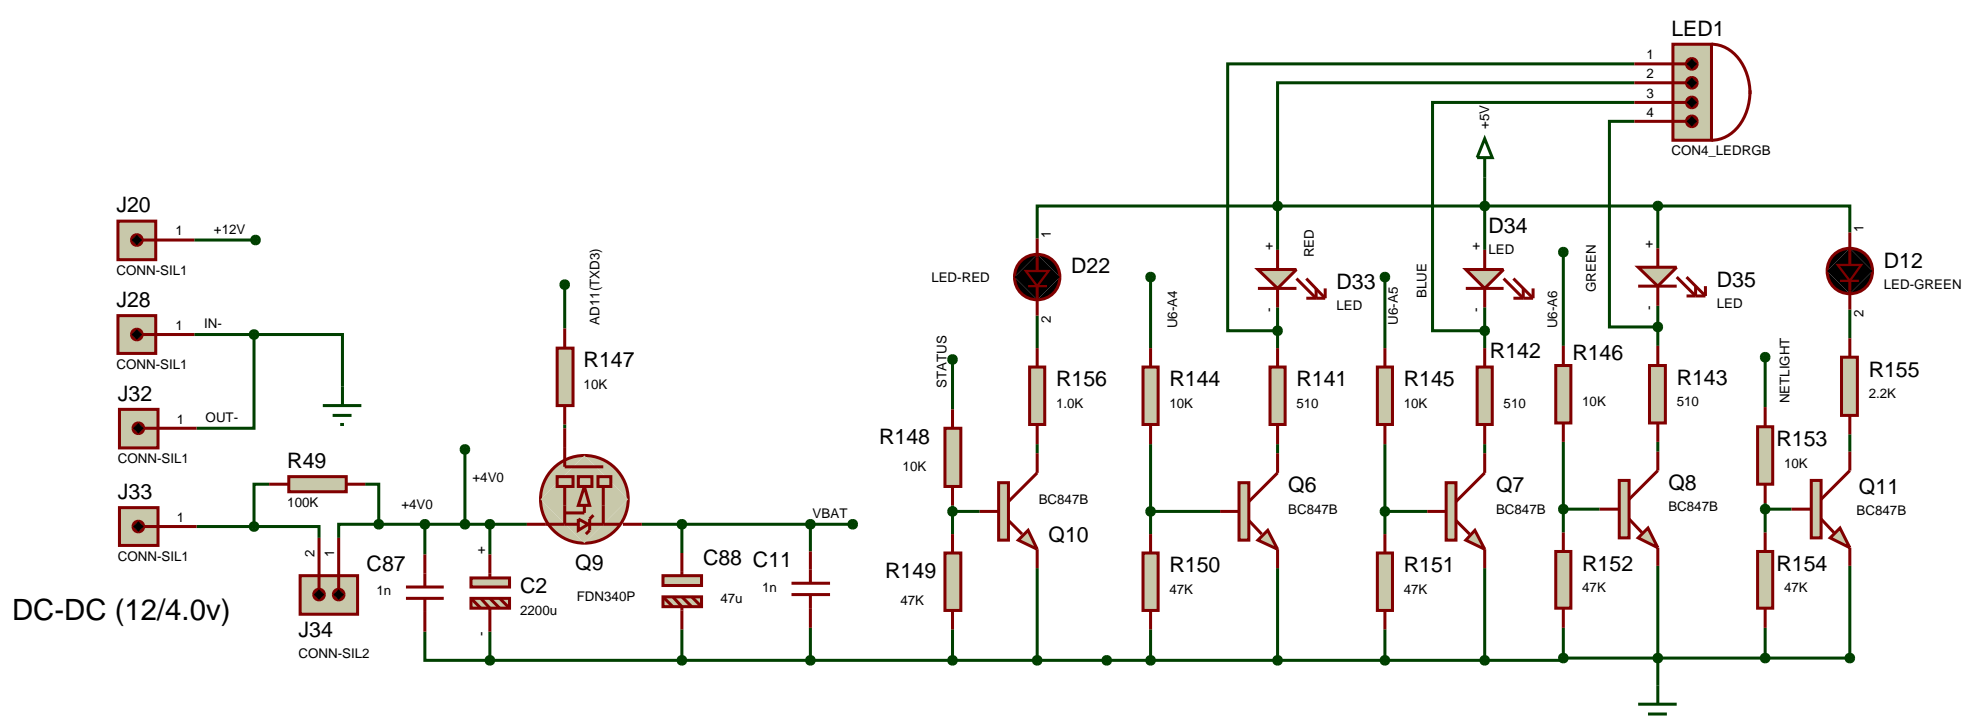 LED1
1
2
3
4
CON4_LEDRGB
+5V
J20
1
+12V
CONN-SIL1
J28
1
IN-
CONN-SIL1
J32
1
OUT-
CONN-SIL1
J33
1
CONN-SIL1
R49
100K
2
1
J34
CONN-SIL2
DC-DC (12/4.0v)
+4V0
+4V0
C87
1n
+
C2
2200u
-
AD11(TXD3)
R147
10K
Q9
FDN340P
C88
47u
C11
1n
VBAT
STATUS
R148
10K
R149
47K
LED-RED
1
D22
2
R156
1.0K
BC847B
Q10
U6-A4
R144
10K
R150
47K
+
RED
D33
LED
-
R141
510
Q6
BC847B
U6-A5
R145
10K
R151
47K
BLUE
+
D34
LED
-
R142
510
Q7
BC847B
U6-A6
R146
10K
R152
47K
GREEN
+
D35
LED
-
R143
510
Q8
BC847B
NETLIGHT
R153
10K
R154
47K
1
D12
LED-GREEN
2
R155
2.2K
Q11
BC847B